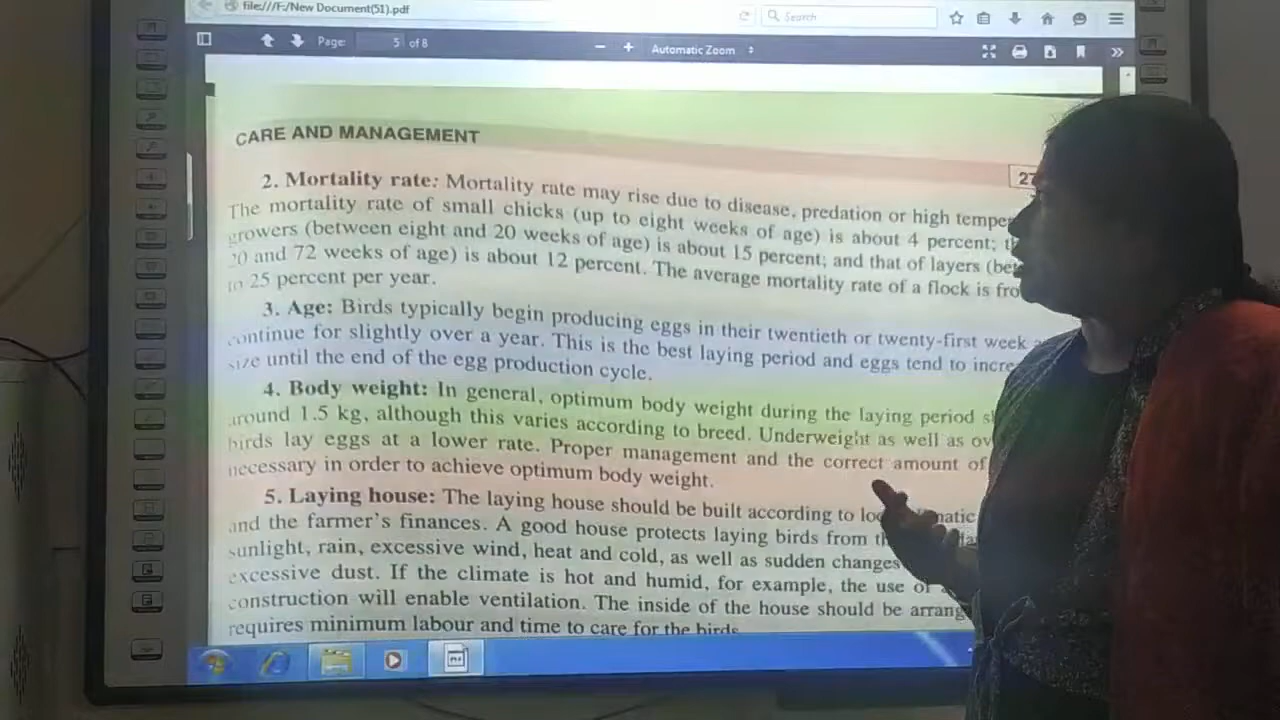 file:///F:/New Document(51).pdf
Search
Page: 5 of 8
Automatic Zoom
CARE AND MANAGEMENT
27
2. Mortality rate: Mortality rate may rise due to disease, predation or high temper
The mortality rate of small chicks (up to eight weeks of age) is about 4 percent; t
growers (between eight and 20 weeks of age) is about 15 percent; and that of layers (bet
20 and 72 weeks of age) is about 12 percent. The average mortality rate of a flock is fro
to 25 percent per year.
3. Age: Birds typically begin producing eggs in their twentieth or twenty-first week a
continue for slightly over a year. This is the best laying period and eggs tend to incre
size until the end of the egg production cycle.
4. Body weight: In general, optimum body weight during the laying period s
around 1.5 kg, although this varies according to breed. Underweight as well as ov
birds lay eggs at a lower rate. Proper management and the correct amount of
necessary in order to achieve optimum body weight.
5. Laying house: The laying house should be built according to loc matic
and the farmer's finances. A good house protects laying birds from th
sunlight, rain, excessive wind, heat and cold, as well as sudden changes
excessive dust. If the climate is hot and humid, for example, the use of a
construction will enable ventilation. The inside of the house should be arrang
requires minimum labour and time to care for the birds.